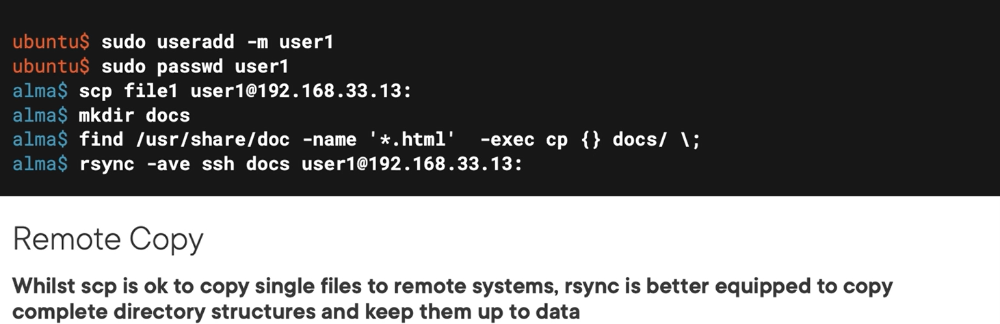 ubuntu$ sudo useradd -m user1
ubuntu$ sudo passwd user1
alma$ scp file1 user1@192.168.33.13:
alma$ mkdir docs
alma$ find /usr/share/doc -name '*.html'  -exec cp {} docs/ \;
alma$ rsync -ave ssh docs user1@192.168.33.13:
Remote Copy
Whilst scp is ok to copy single files to remote systems, rsync is better equipped to copy
complete directory structures and keep them up to data